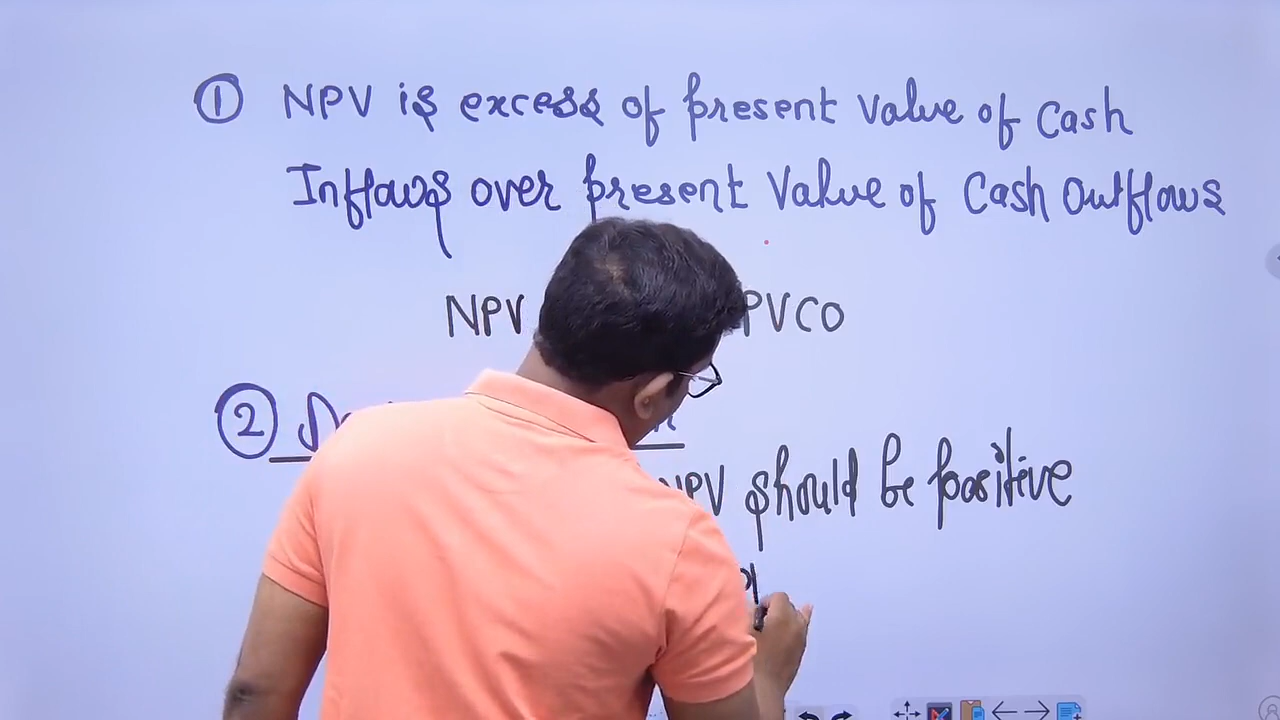 ① NPV is excess of present value of Cash
Inflows over present Value of Cash Outflows
NPV PVCO
②
NPV should be positive